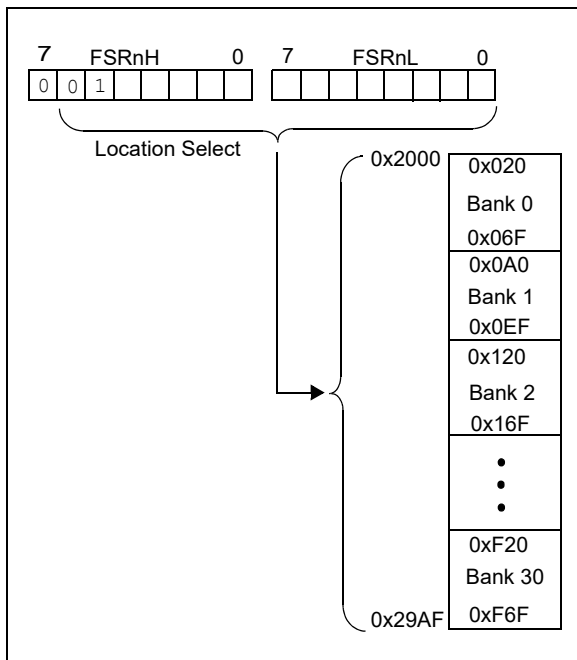 7 FSRnH 0 7 FSRnL 0
0 0 1
Location Select
0x2000
0x020
Bank 0
0x06F
0x0A0
Bank 1
0x0EF
0x120
Bank 2
0x16F
0xF20
Bank 30
0xF6F
0x29AF